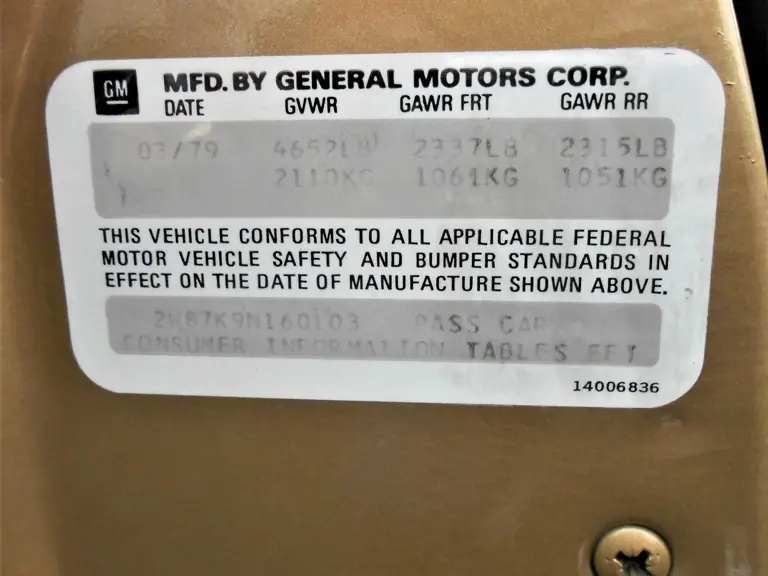 GM MFD. BY GENERAL MOTORS CORP.
DATE GVWR GAWR FRT GAWR RR
03/79 4652LB 2337LB 2315LB
2110KG 1061KG 1051KG
THIS VEHICLE CONFORMS TO ALL APPLICABLE FEDERAL
MOTOR VEHICLE SAFETY AND BUMPER STANDARDS IN
EFFECT ON THE DATE OF MANUFACTURE SHOWN ABOVE.
2W87K9N160103 PASS CAR
CONSUMER INFORMATION TABLES
14006836